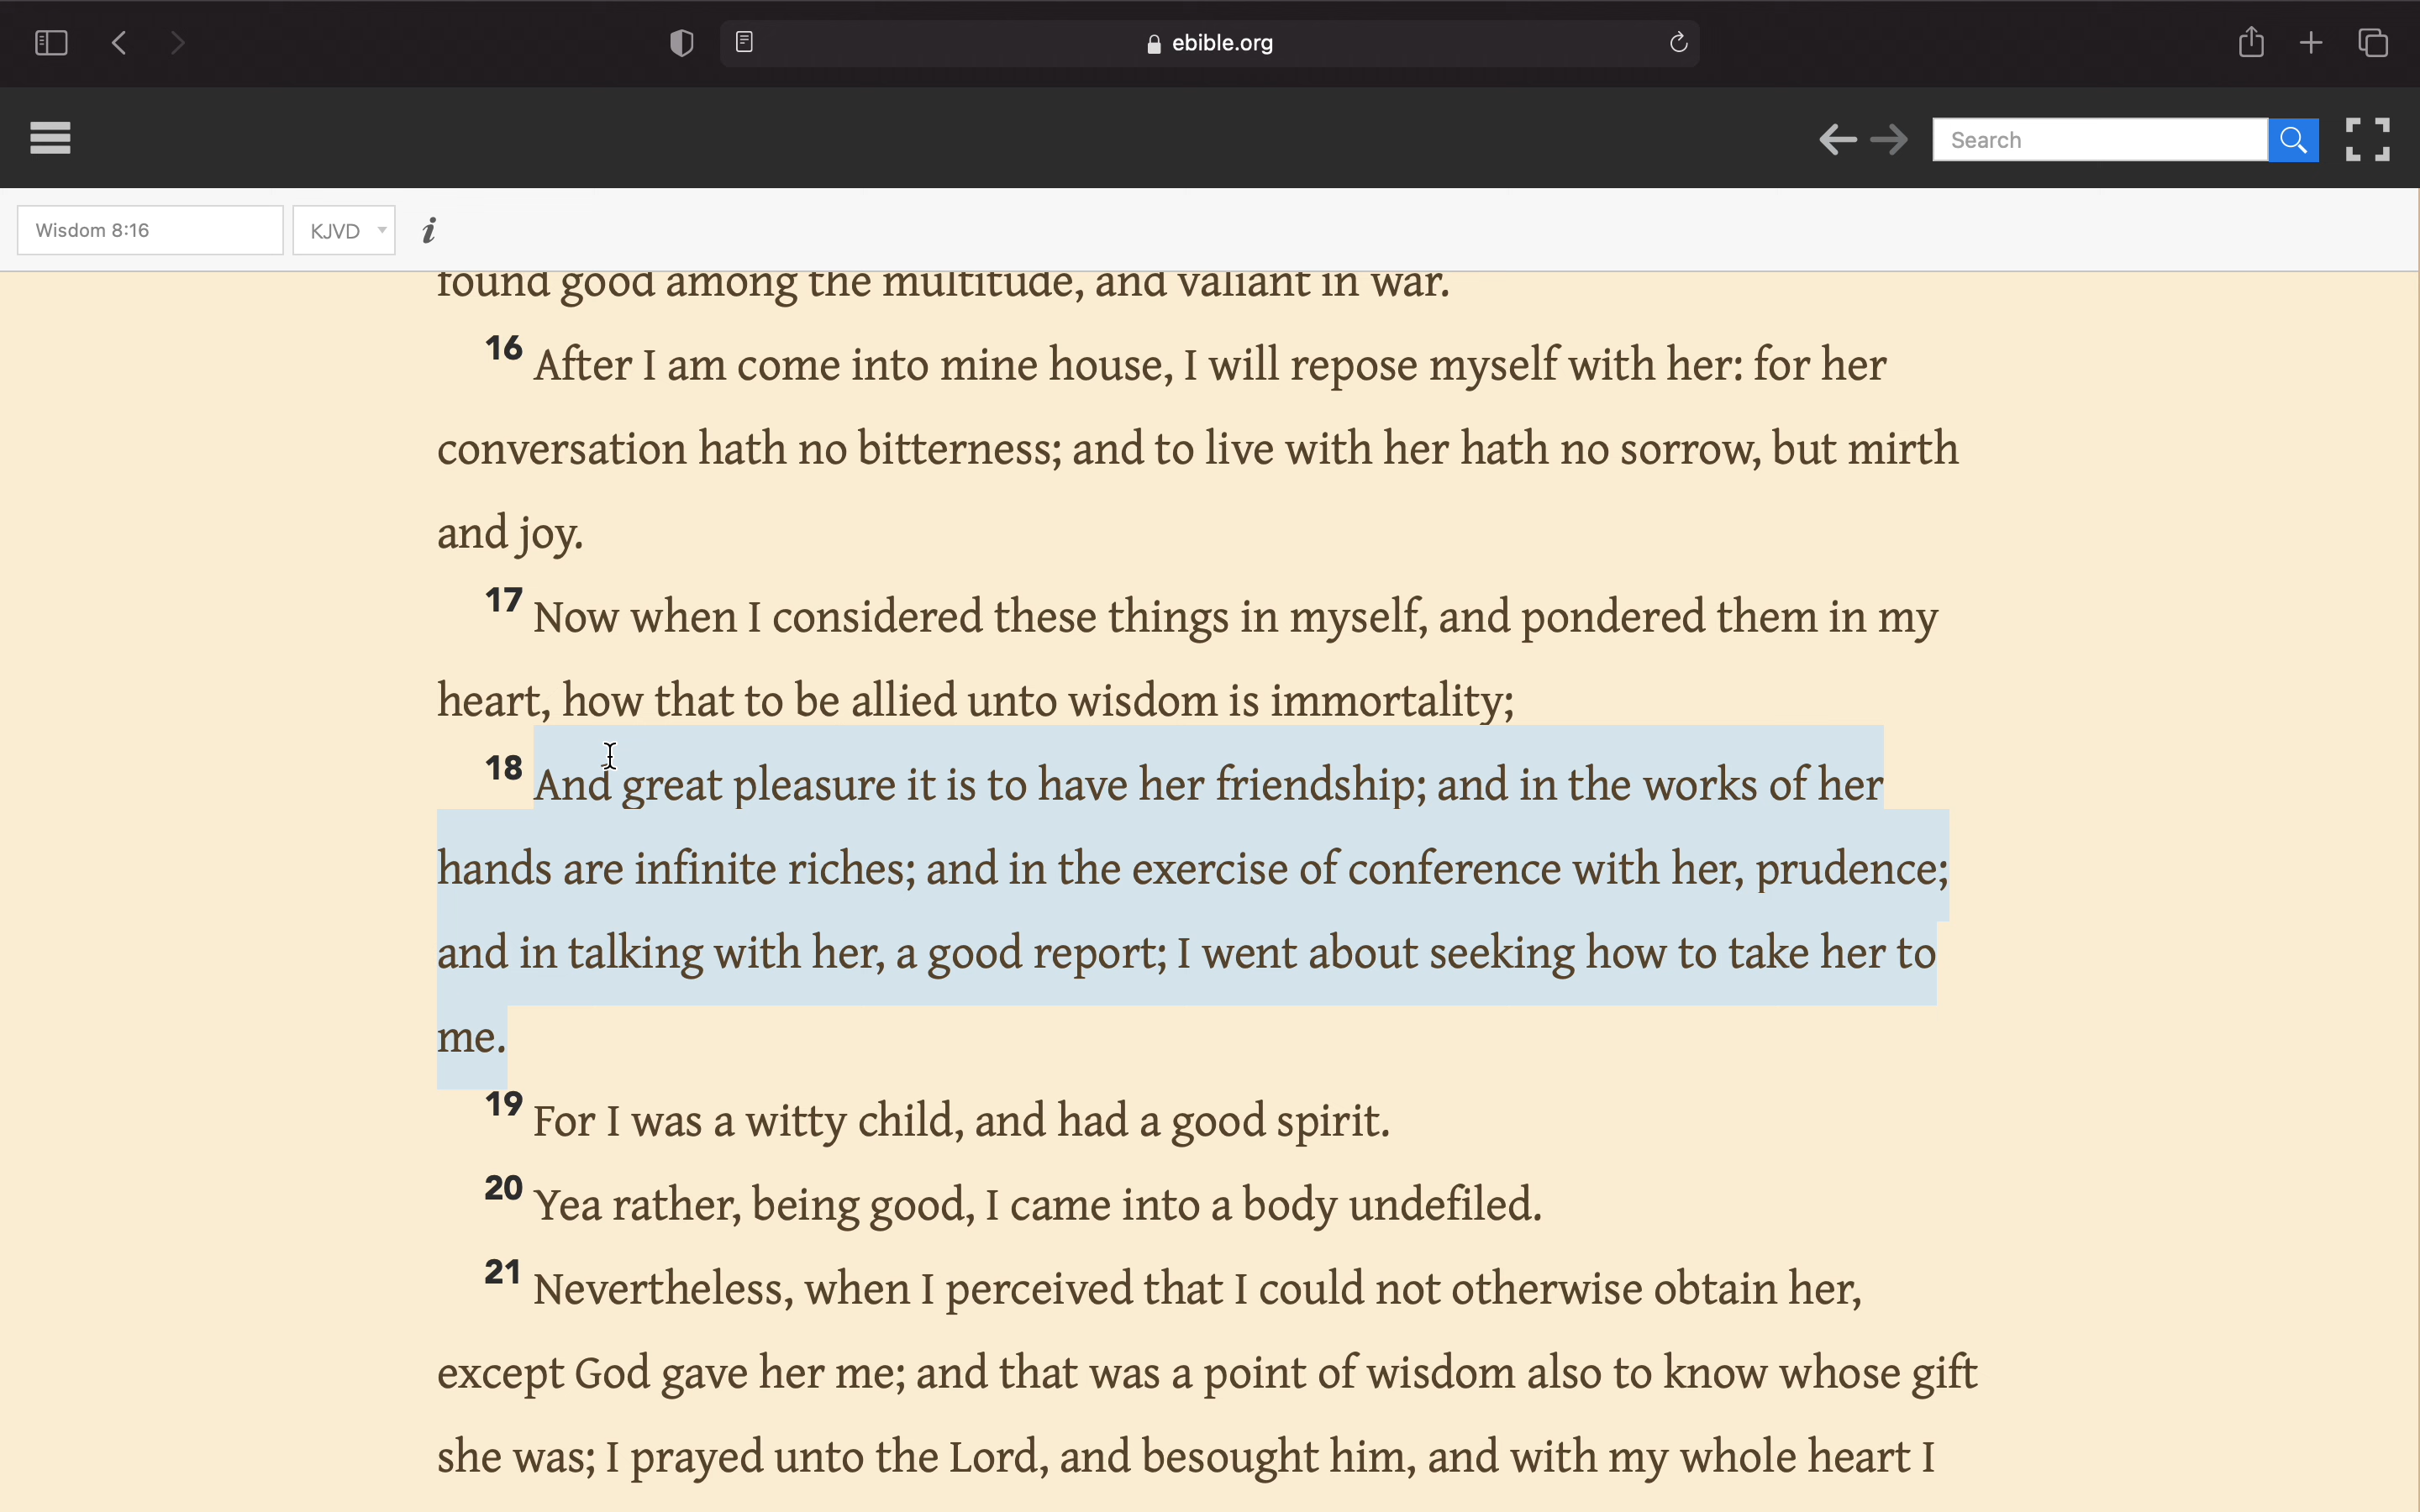 ebible.org
Search
Wisdom 8:16 KJVD i
found good among the multitude, and valiant in war.
16 After I am come into mine house, I will repose myself with her: for her
conversation hath no bitterness; and to live with her hath no sorrow, but mirth
and joy.
17 Now when I considered these things in myself, and pondered them in my
heart, how that to be allied unto wisdom is immortality;
18 And great pleasure it is to have her friendship; and in the works of her
hands are infinite riches; and in the exercise of conference with her, prudence;
and in talking with her, a good report; I went about seeking how to take her to
me.
19 For I was a witty child, and had a good spirit.
20 Yea rather, being good, I came into a body undefiled.
21 Nevertheless, when I perceived that I could not otherwise obtain her,
except God gave her me; and that was a point of wisdom also to know whose gift
she was; I prayed unto the Lord, and besought him, and with my whole heart I